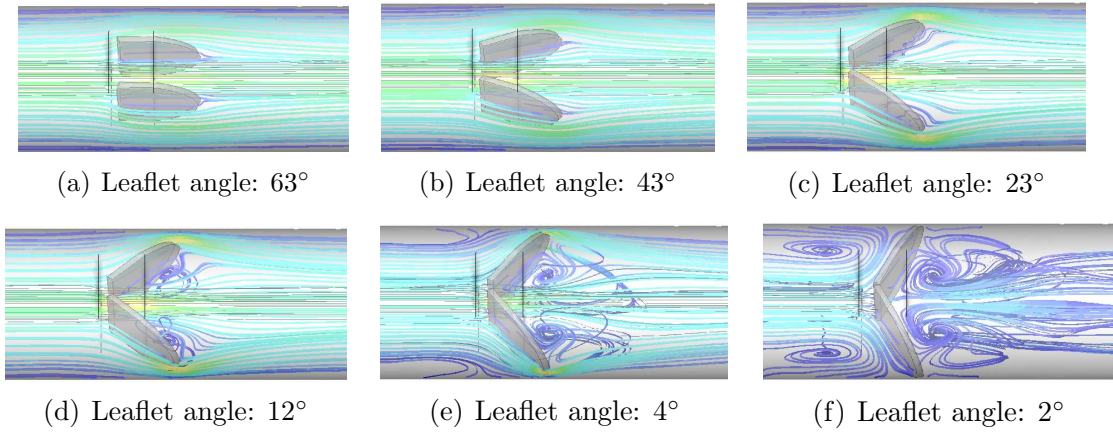 (a) Leaflet angle: 63°
(b) Leaflet angle: 43°
(c) Leaflet angle: 23°
(d) Leaflet angle: 12°
(e) Leaflet angle: 4°
(f) Leaflet angle: 2°